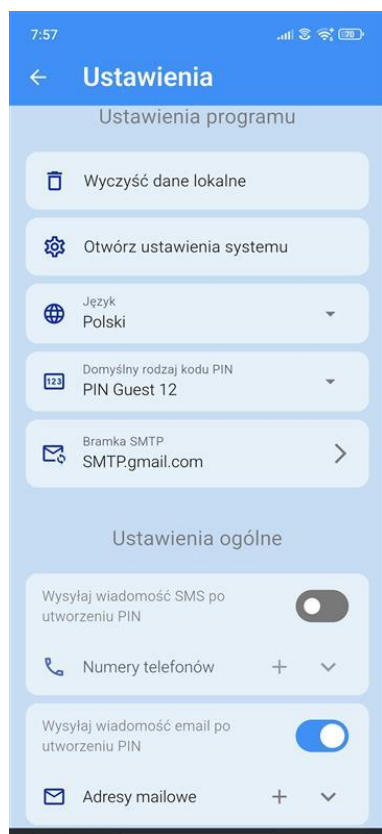 7:57
70
Ustawienia
Ustawienia programu
Wyczyść dane lokalne
Otwórz ustawienia systemu
Język
Polski
Domyślny rodzaj kodu PIN
123
PIN Guest 12
Bramka SMTP
SMTP.gmail.com
Ustawienia ogólne
Wysyłaj wiadomość SMS po
utworzeniu PIN
Numery telefonów
Wysyłaj wiadomość email po
utworzeniu PIN
Adresy mailowe